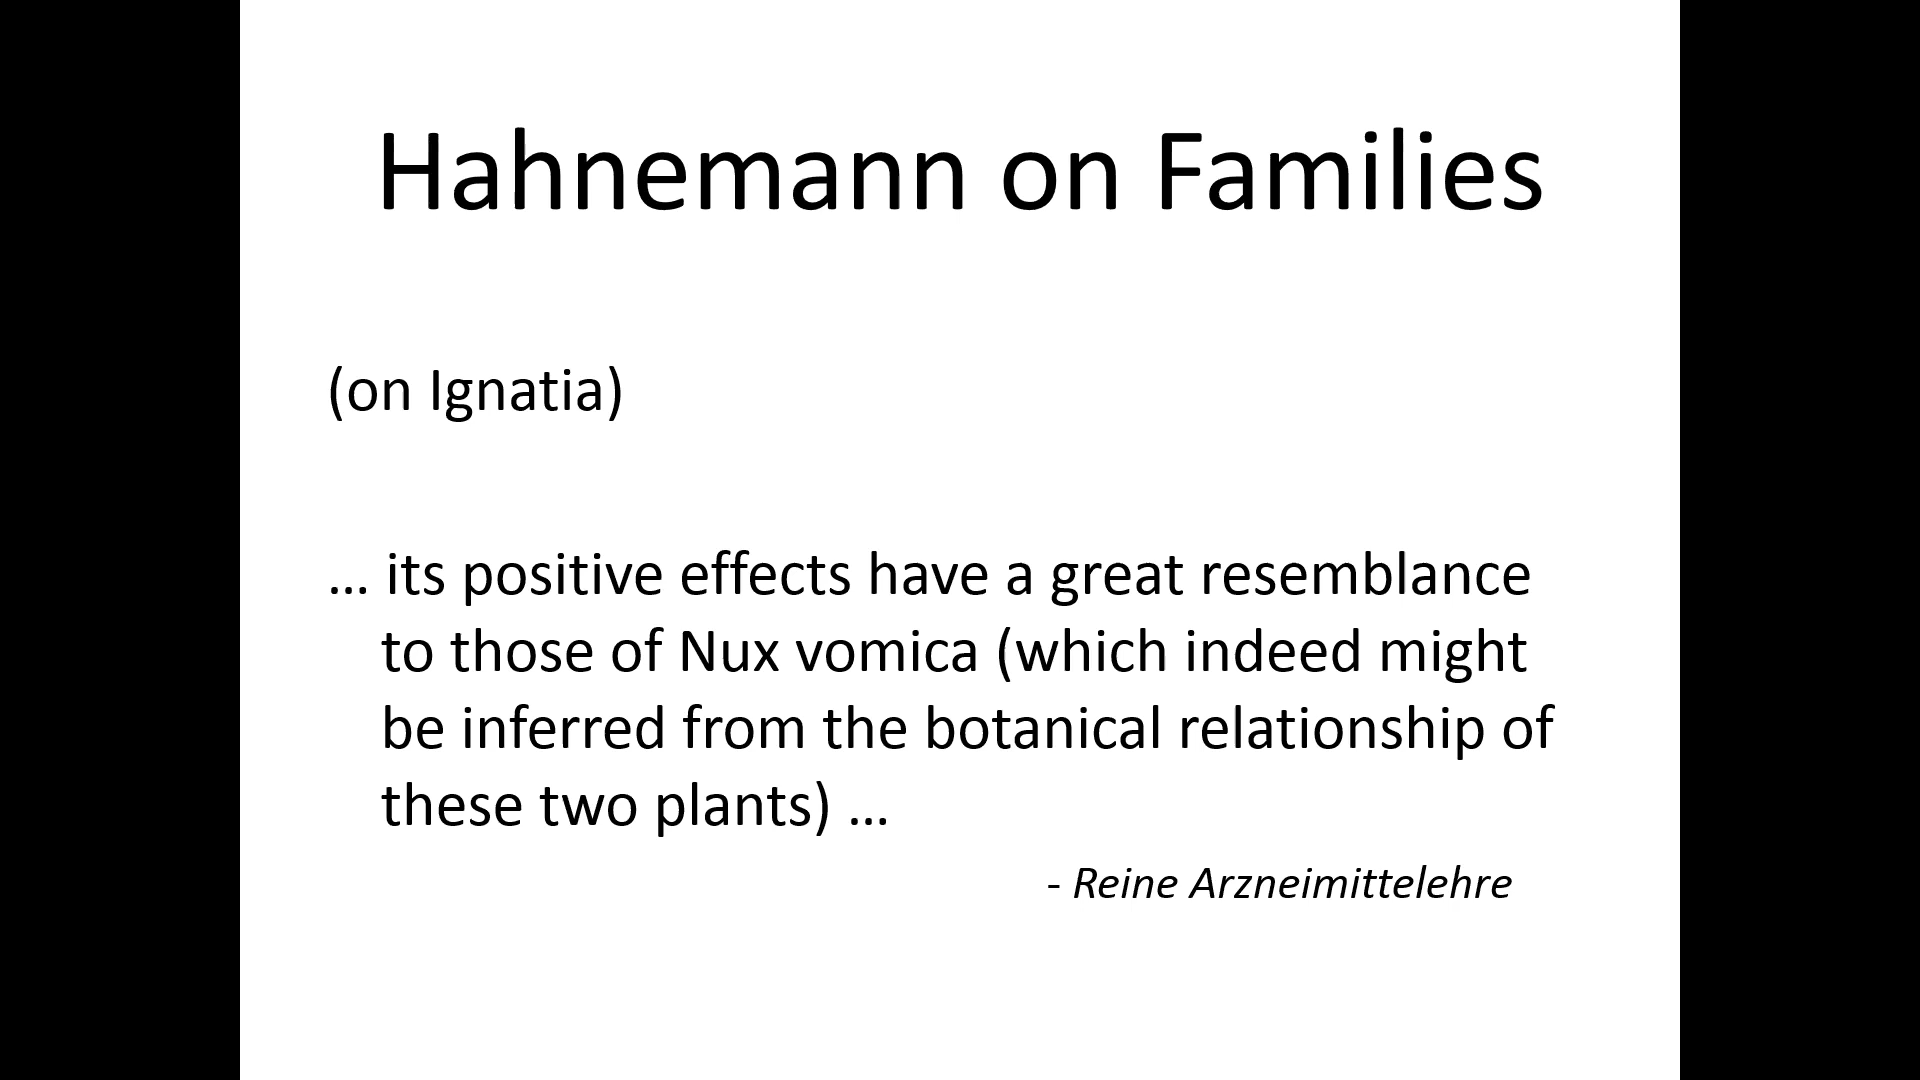 Hahnemann on Families
(on Ignatia)
… its positive effects have a great resemblance
to those of Nux vomica (which indeed might
be inferred from the botanical relationship of
these two plants) …
- Reine Arzneimittelehre